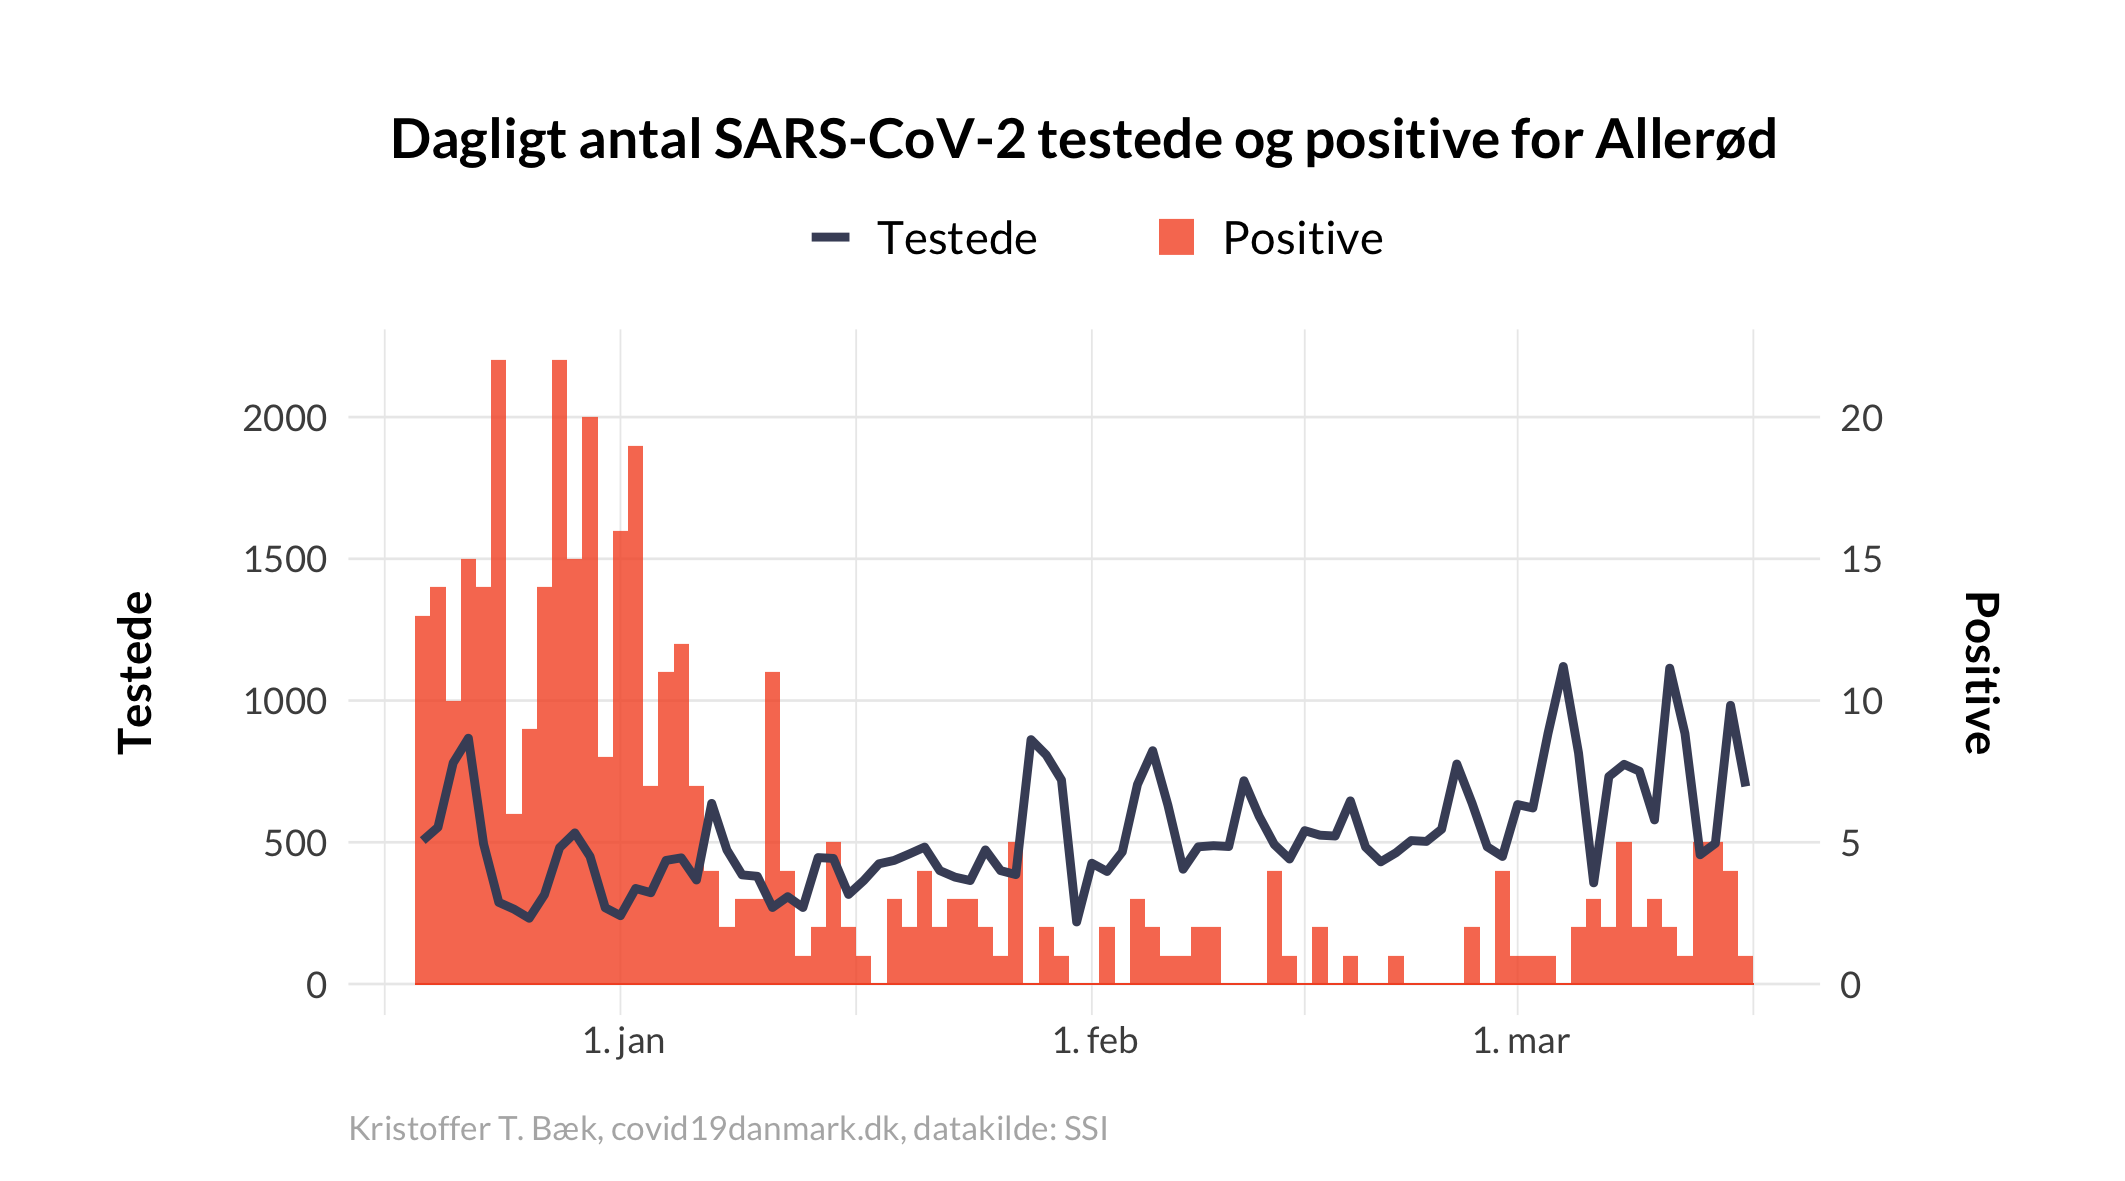 Dagligt antal SARS-CoV-2 testede og positive for Allerød
Testede Positive
2000 20
1500 15
1000 10
500 5
0 0
Testede
Positive
1. jan 1. feb 1. mar
Kristoffer T. Bæk, covid19danmark.dk, datakilde: SSI